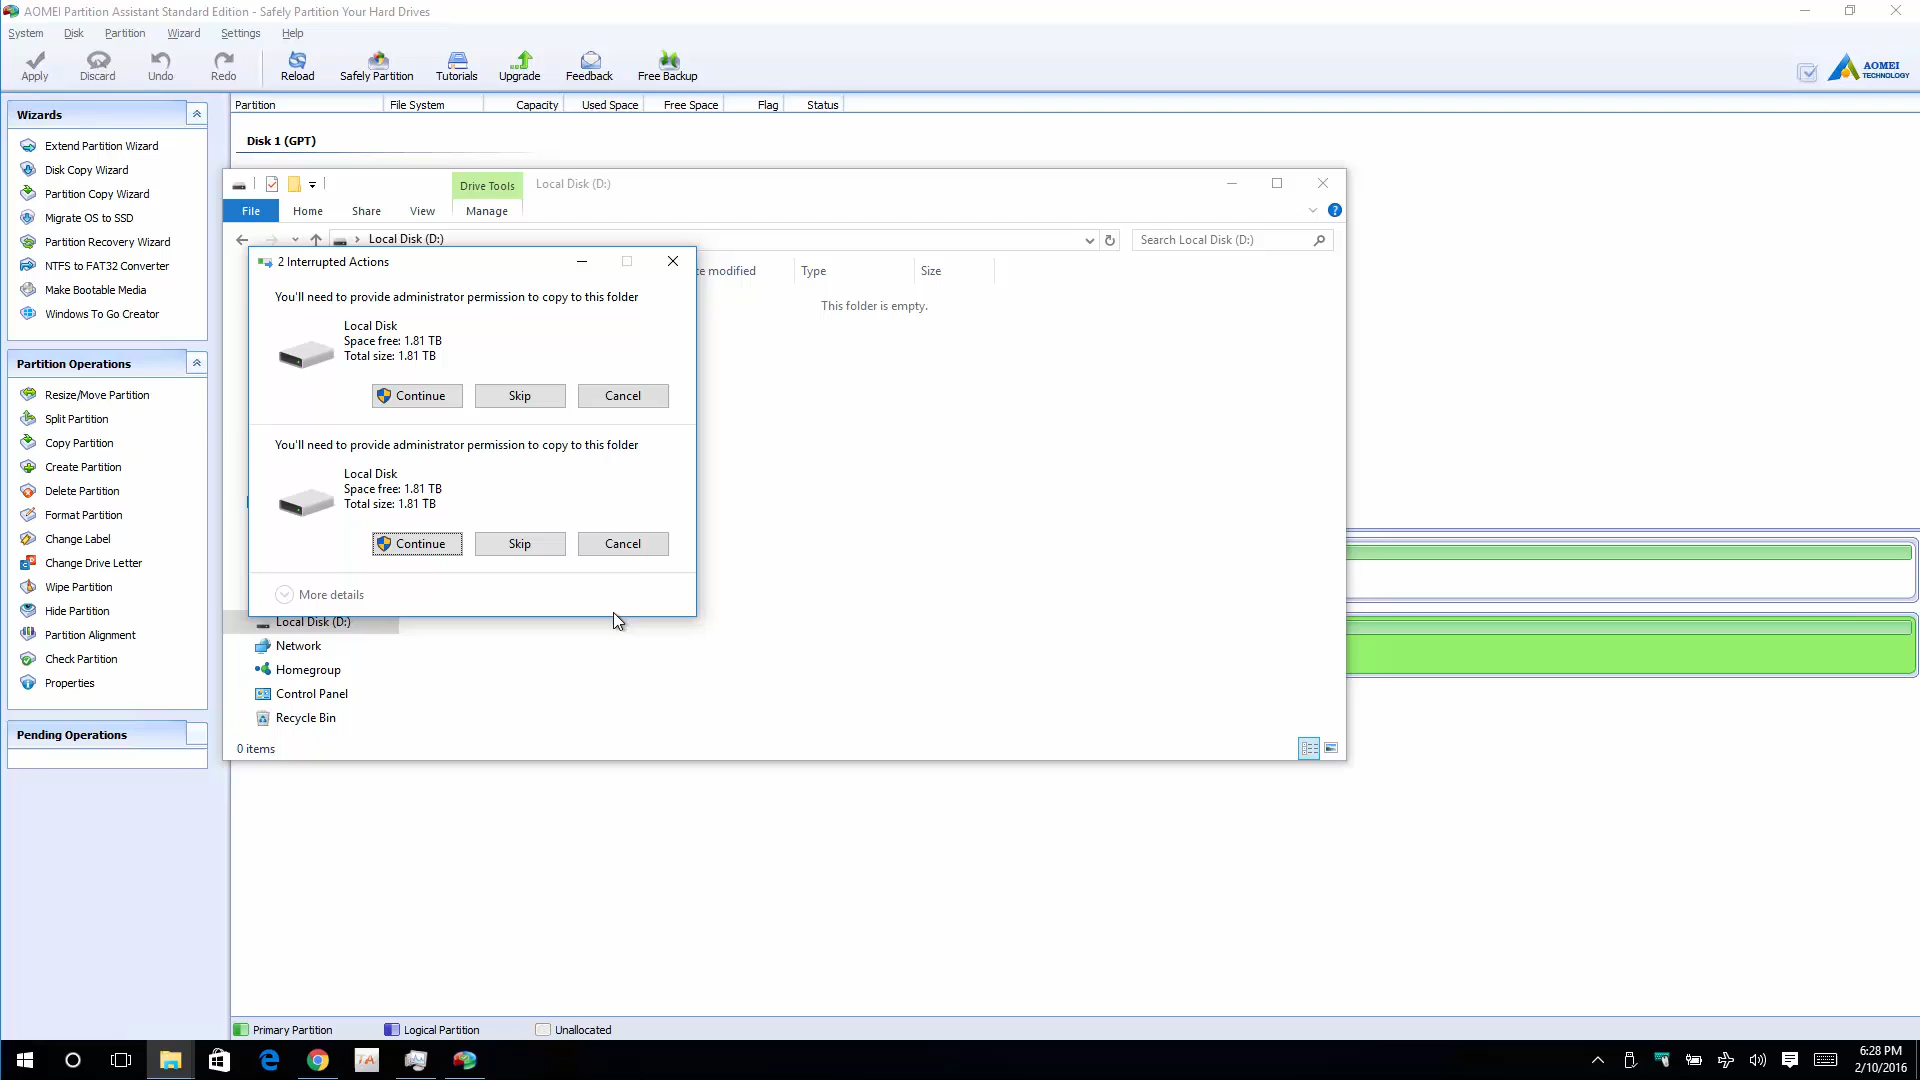 AOMEI Partition Assistant Standard Edition - Safely Partition Your Hard Drives
System Disk Partition Wizard Settings Help
Apply Discard Undo Redo Reload Safely Partition Tutorials Upgrade Feedback Free Backup
AOMEI
TECHNOLOGY
Wizards
Extend Partition Wizard
Disk Copy Wizard
Partition Copy Wizard
Migrate OS to SSD
Partition Recovery Wizard
NTFS to FAT32 Converter
Make Bootable Media
Windows To Go Creator
Partition Operations
Resize/Move Partition
Split Partition
Copy Partition
Create Partition
Delete Partition
Format Partition
Change Label
Change Drive Letter
Wipe Partition
Hide Partition
Partition Alignment
Check Partition
Properties
Pending Operations
Partition File System Capacity Used Space Free Space Flag Status
Disk 1 (GPT)
Drive Tools Local Disk (D:)
File Home Share View Manage
Local Disk (D:) Search Local Disk (D:)
modified Type Size
This folder is empty.
2 Interrupted Actions
You'll need to provide administrator permission to copy to this folder
Local Disk
Space free: 1.81 TB
Total size: 1.81 TB
Continue Skip Cancel
You'll need to provide administrator permission to copy to this folder
Local Disk
Space free: 1.81 TB
Total size: 1.81 TB
Continue Skip Cancel
More details
Local Disk (D:)
Network
Homegroup
Control Panel
Recycle Bin
0 items
Primary Partition Logical Partition Unallocated
TA
6:28 PM
2/10/2016